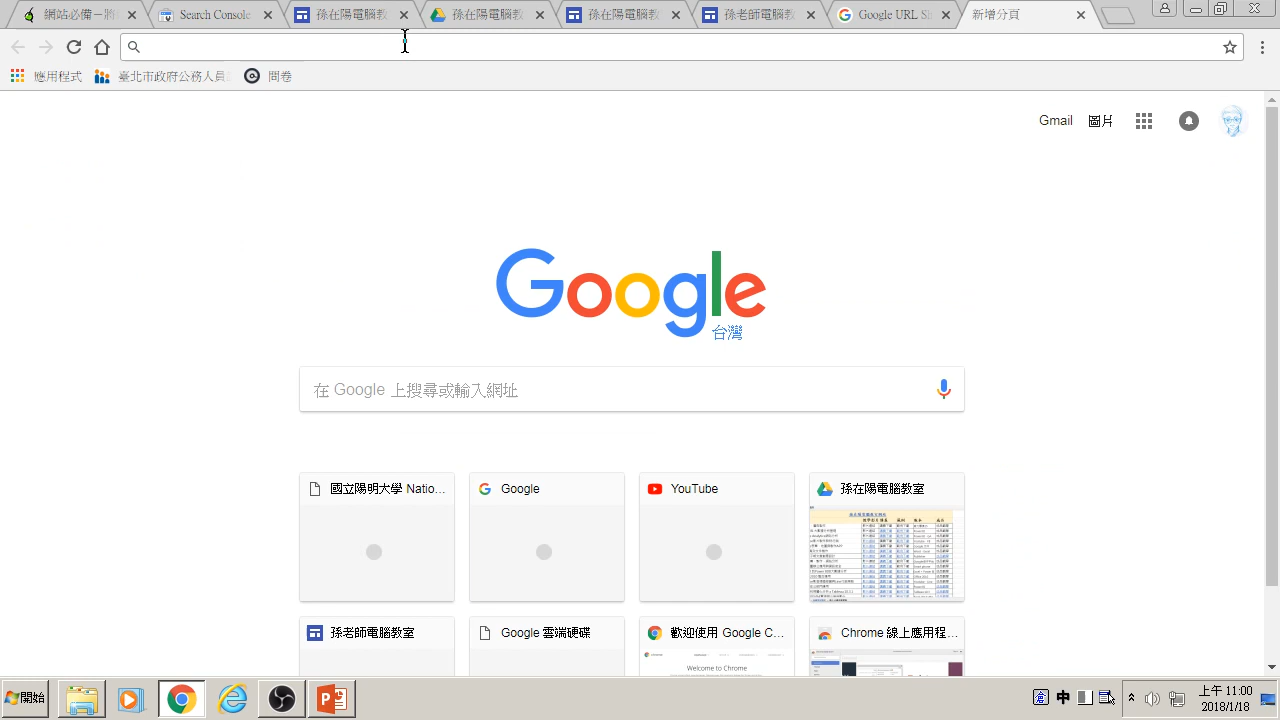 網站必備－將
Search Console
孫在陽電腦教
孫在陽電腦教
孫在陽電腦教
孫老師電腦教
Google URL Sh
新增分頁
應用程式
臺北市政府公務人員
問卷
Gmail 圖片
Google
台灣
在 Google 上搜尋或輸入網址
國立陽明大學 Natio...
Google
YouTube
孫在陽電腦教室
孫老師電腦教
Google 雲端硬碟
歡迎使用 Google C...
Chrome 線上應用程...
Welcome to Chrome
開始
中
上午 11:00
2018/1/18